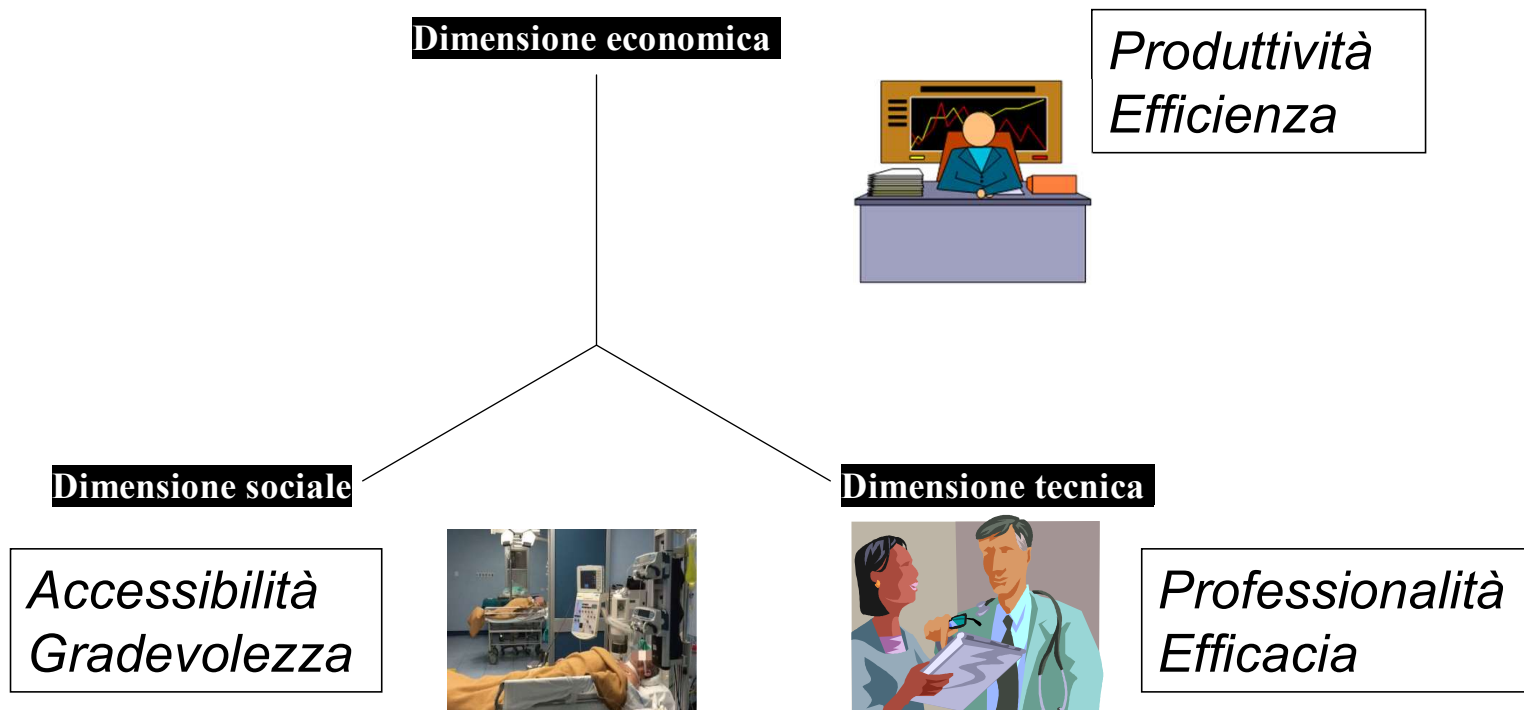 Dimensione economica
Produttività
Efficienza
Dimensione sociale
Dimensione tecnica
Accessibilità
Gradevolezza
Professionalità
Efficacia